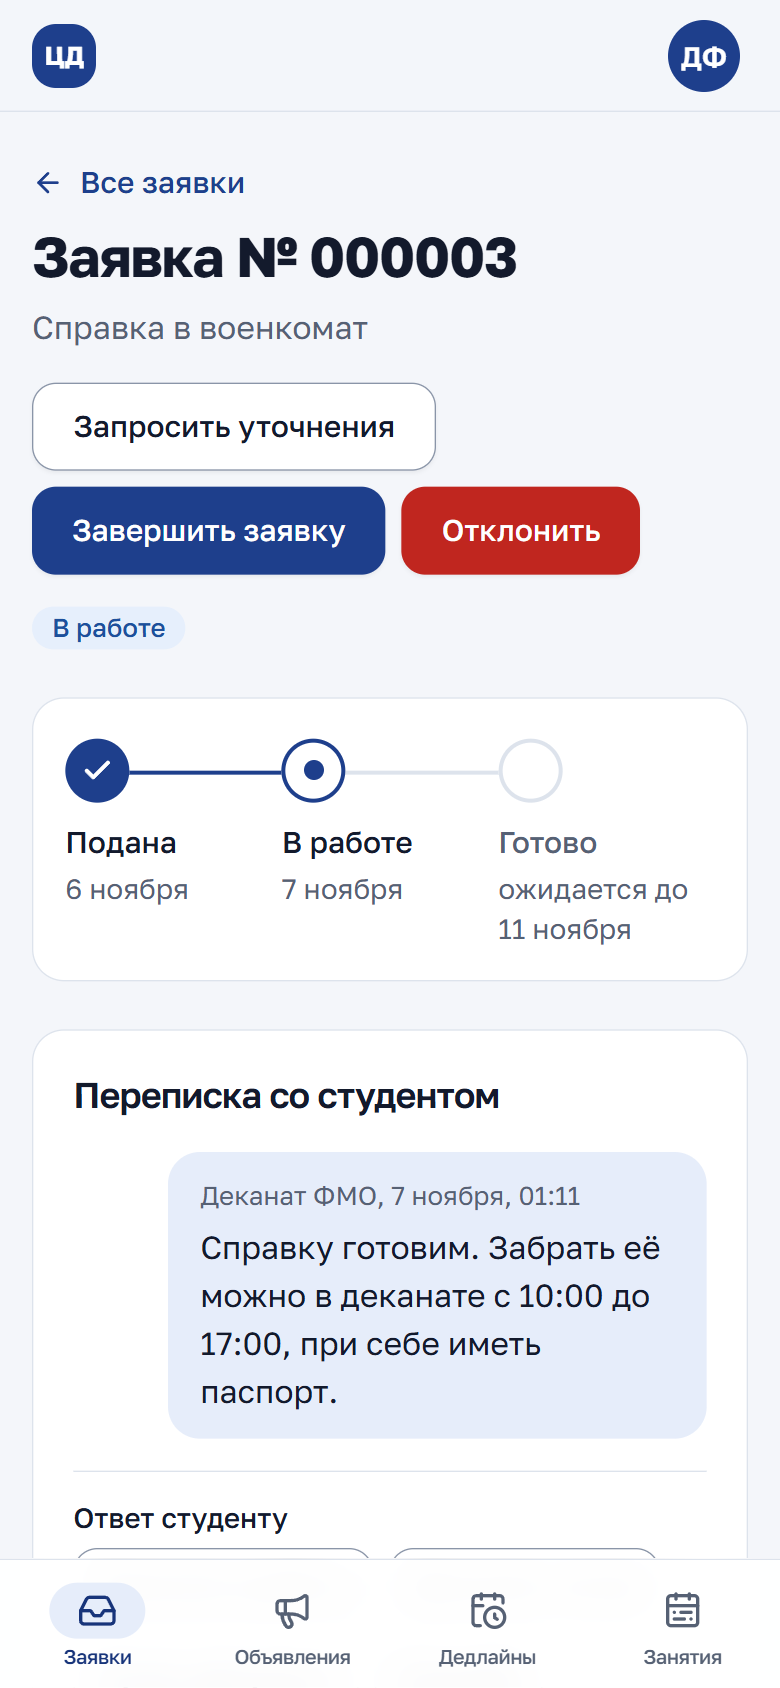 ЦД
ДФ
Все заявки
Заявка № 000003
Справка в военкомат
Запросить уточнения
Завершить заявку
Отклонить
В работе
Подана
6 ноября
В работе
7 ноября
Готово
ожидается до
11 ноября
Переписка со студентом
Деканат ФМО, 7 ноября, 01:11
Справку готовим. Забрать её
можно в деканате с 10:00 до
17:00, при себе иметь
паспорт.
Ответ студенту
Заявки
Объявления
Дедлайны
Занятия